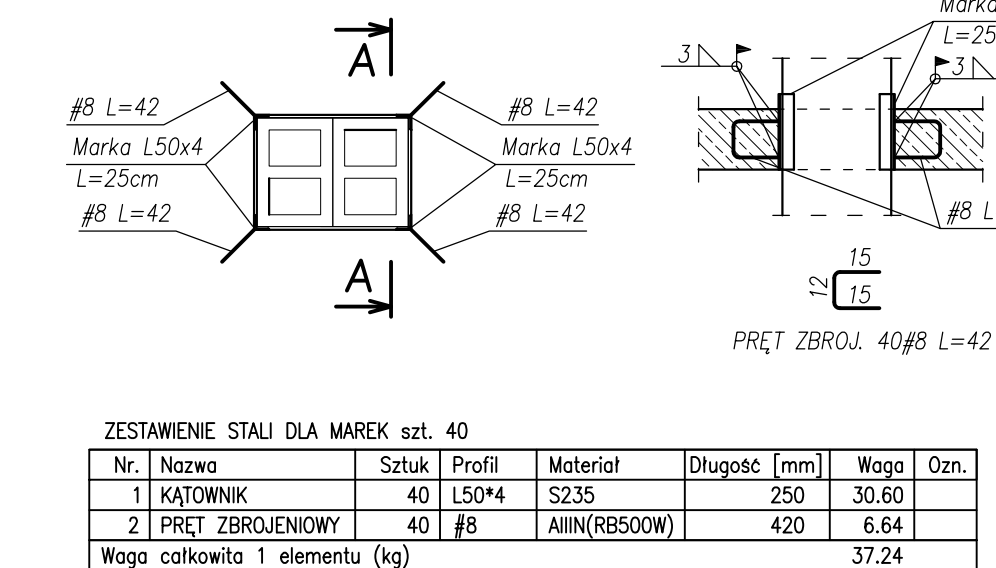 A
#8 L=42
Marka L50x4
L=25cm
#8 L=42
#8 L=42
Marka L50x4
L=25cm
#8 L=42
A
Marka
L=25
3
3
#8 L
15
12
15
PRĘT ZBROJ. 40#8 L=42
ZESTAWIENIE STALI DLA MAREK szt. 40
Nr. Nazwa Sztuk Profil Materiał Długość [mm] Waga Ozn.
1 KĄTOWNIK 40 L50*4 S235 250 30.60
2 PRĘT ZBROJENIOWY 40 #8 AIIIN(RB500W) 420 6.64
Waga całkowita 1 elementu (kg) 37.24